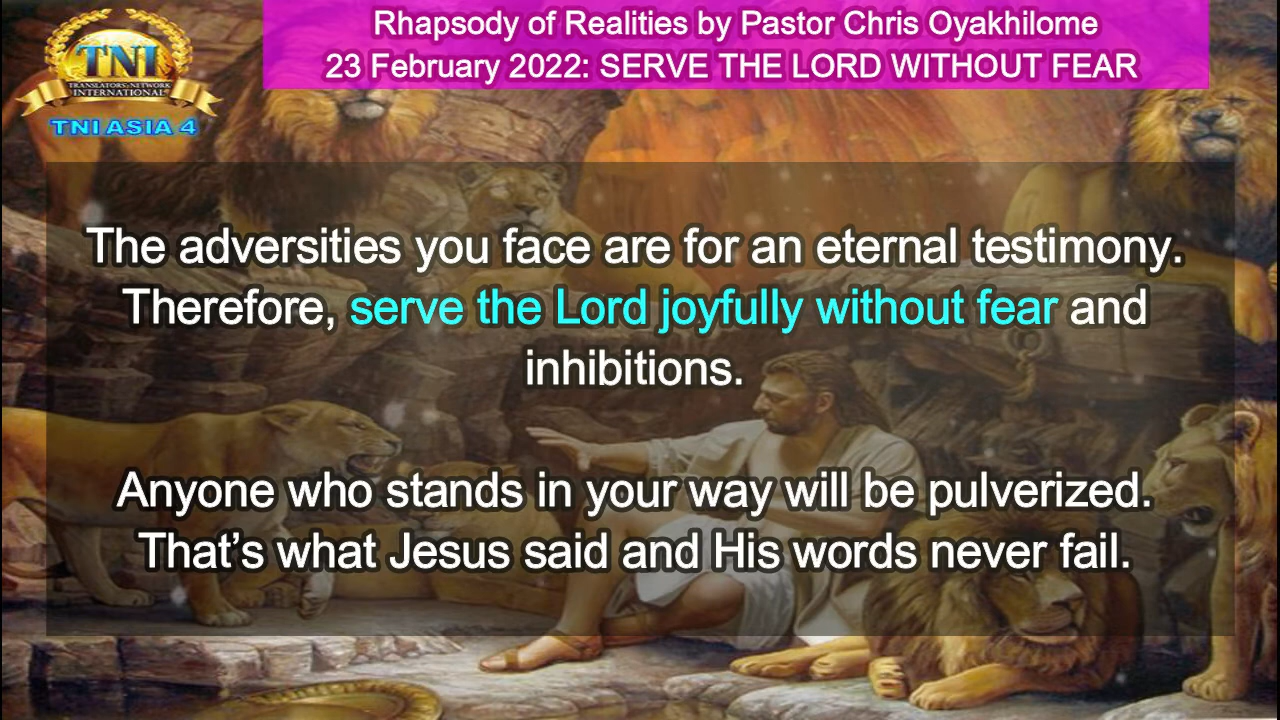 Rhapsody of Realities by Pastor Chris Oyakhilome
23 February 2022: SERVE THE LORD WITHOUT FEAR
TNI
TRANSLATORS NETWORK
INTERNATIONAL
TNI ASIA 4
The adversities you face are for an eternal testimony.
Therefore, serve the Lord joyfully without fear and
inhibitions.
Anyone who stands in your way will be pulverized.
That’s what Jesus said and His words never fail.